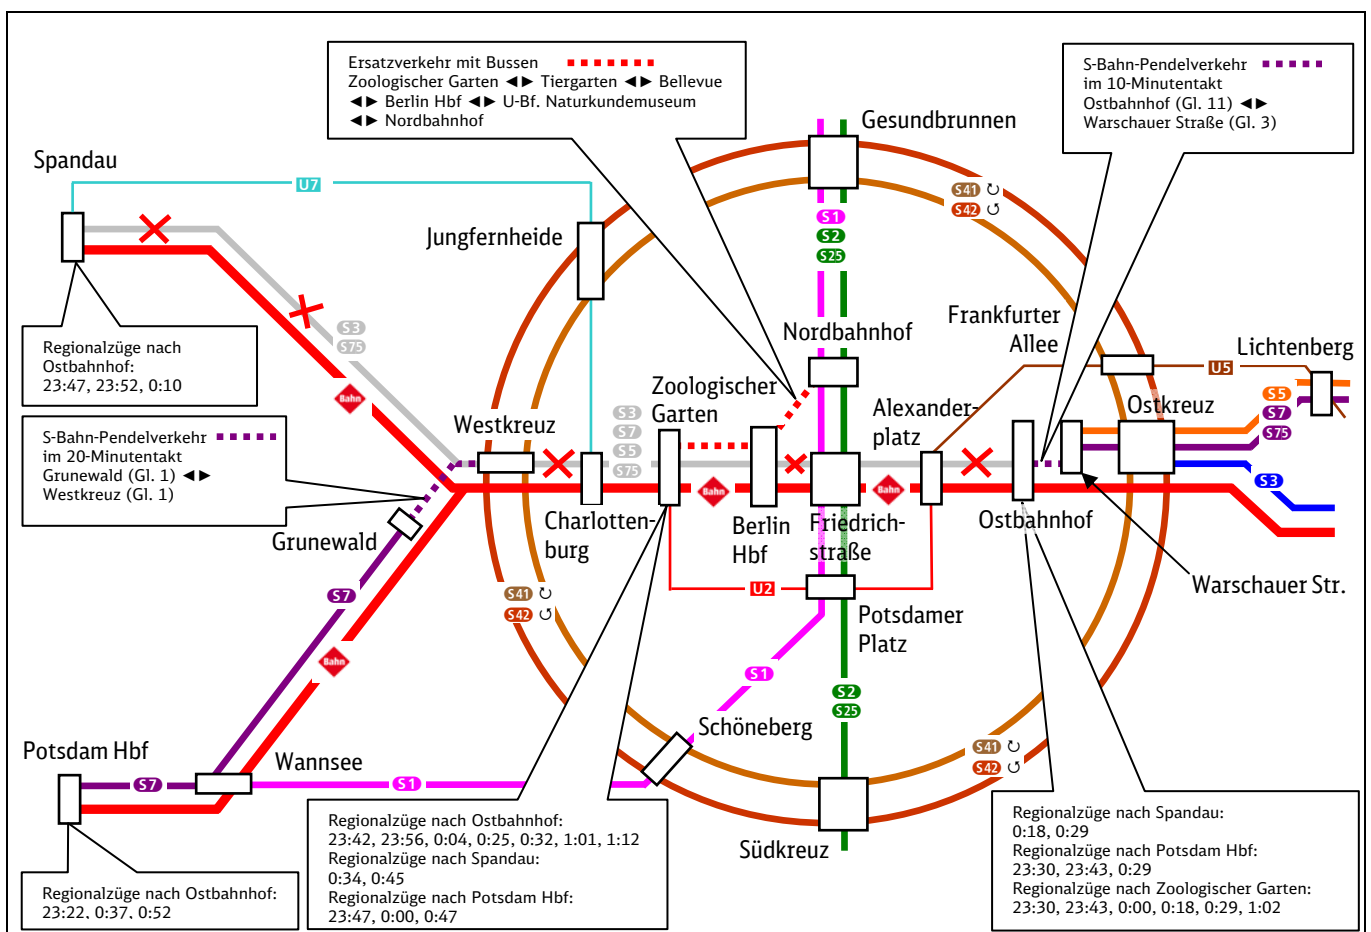 Ersatzverkehr mit Bussen
Zoologischer Garten ◄► Tiergarten ◄► Bellevue
◄► Berlin Hbf ◄► U-Bf. Naturkundemuseum
◄► Nordbahnhof
S-Bahn-Pendelverkehr
im 10-Minutentakt
Ostbahnhof (Gl. 11) ◄►
Warschauer Straße (Gl. 3)
Gesundbrunnen
Spandau
U7
S41 ↻
S42 ↺
Jungfernheide
S1
S2
S25
Nordbahnhof
Frankfurter
Allee
Lichtenberg
U5
S3
S75
Regionalzüge nach
Ostbahnhof:
23:47, 23:52, 0:10
Bahn
Zoologischer
Garten
Alexander-
platz
Ostkreuz
S5
S7
S75
Westkreuz
S3
S7
S5
S75
S-Bahn-Pendelverkehr
im 20-Minutentakt
Grunewald (Gl. 1) ◄►
Westkreuz (Gl. 1)
Bahn
Bahn
S3
Grunewald
Charlotten-
burg
Berlin
Hbf
Friedrich-
straße
Ostbahnhof
Warschauer Str.
S7
S41 ↻
S42 ↺
U2
Potsdamer
Platz
Bahn
S1
S2
S25
Schöneberg
S41 ↻
S42 ↺
Potsdam Hbf
Wannsee
S7
S1
Südkreuz
Regionalzüge nach Ostbahnhof:
23:22, 0:37, 0:52
Regionalzüge nach Ostbahnhof:
23:42, 23:56, 0:04, 0:25, 0:32, 1:01, 1:12
Regionalzüge nach Spandau:
0:34, 0:45
Regionalzüge nach Potsdam Hbf:
23:47, 0:00, 0:47
Regionalzüge nach Spandau:
0:18, 0:29
Regionalzüge nach Potsdam Hbf:
23:30, 23:43, 0:29
Regionalzüge nach Zoologischer Garten:
23:30, 23:43, 0:00, 0:18, 0:29, 1:02